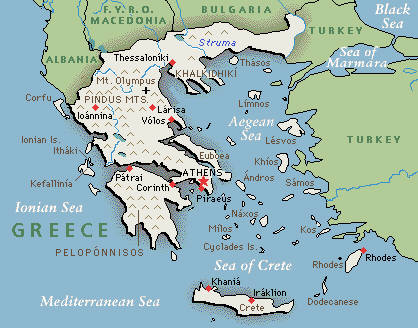 F.Y.R.O.
MACEDONIA
BULGARIA
Black
Sea
ALBANIA
Struma
TURKEY
Sea of
Marmara
Thessaloníki
KHALKIDHIKI
Thásos
Mt. Olympus
PINDUS MTS.
Corfu
Ioánnina
Lárisa
Límnos
Vólos
Aegean
Sea
Lésvos
TURKEY
Ionian Is.
Itháki
Euboea
Khíos
Kefallinía
Pátrai
ATHENS
Ándros
Sámos
Corinth
Piraeus
Ionian Sea
Náxos
GREECE
Mílos
Kos
PELOPÓNNISOS
Cyclades Is.
Rhodes
Rhodes
Sea of Crete
Khaniá
Iráklion
Mediterranean Sea
Crete
Dodecanese